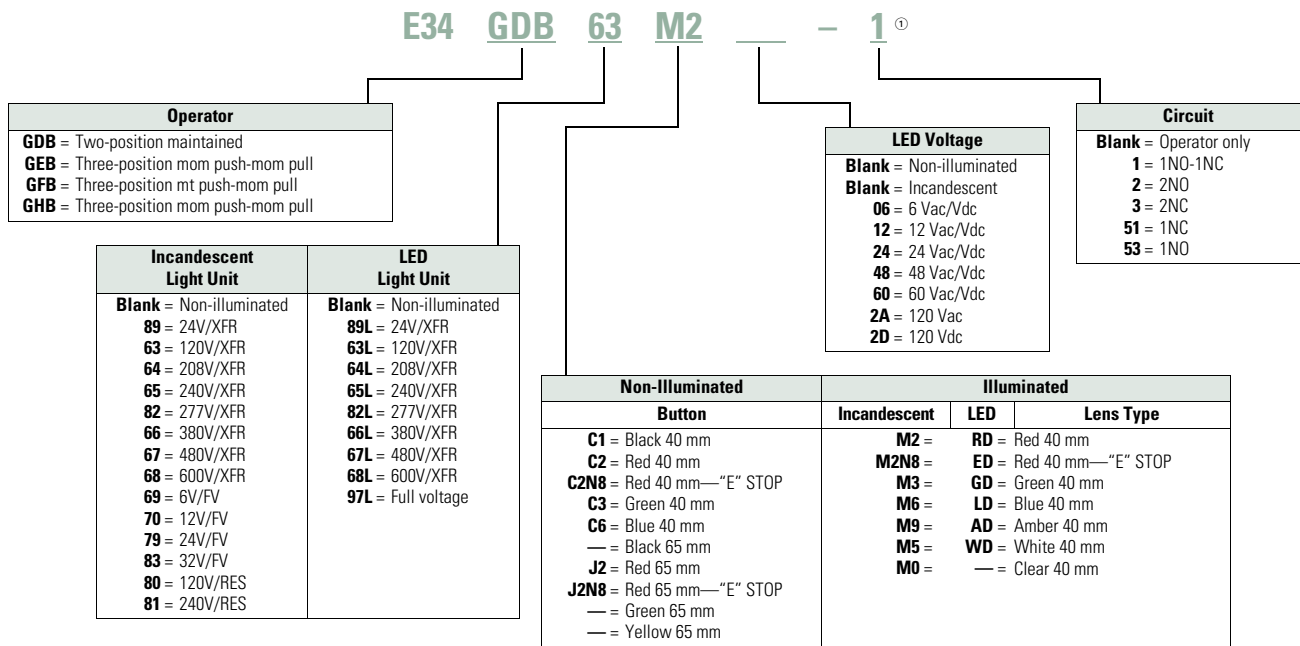 E34 GDB 63 M2 ___ – 1 ①
Operator
GDB = Two-position maintained
GEB = Three-position mom push-mom pull
GFB = Three-position mt push-mom pull
GHB = Three-position mom push-mom pull
Incandescent Light Unit
Blank = Non-illuminated
89 = 24V/XFR
63 = 120V/XFR
64 = 208V/XFR
65 = 240V/XFR
82 = 277V/XFR
66 = 380V/XFR
67 = 480V/XFR
68 = 600V/XFR
69 = 6V/FV
70 = 12V/FV
79 = 24V/FV
83 = 32V/FV
80 = 120V/RES
81 = 240V/RES
LED Light Unit
Blank = Non-illuminated
89L = 24V/XFR
63L = 120V/XFR
64L = 208V/XFR
65L = 240V/XFR
82L = 277V/XFR
66L = 380V/XFR
67L = 480V/XFR
68L = 600V/XFR
97L = Full voltage
LED Voltage
Blank = Non-illuminated
Blank = Incandescent
06 = 6 Vac/Vdc
12 = 12 Vac/Vdc
24 = 24 Vac/Vdc
48 = 48 Vac/Vdc
60 = 60 Vac/Vdc
2A = 120 Vac
2D = 120 Vdc
Circuit
Blank = Operator only
1 = 1NO-1NC
2 = 2NO
3 = 2NC
51 = 1NC
53 = 1NO
Non-Illuminated
Button
C1 = Black 40 mm
C2 = Red 40 mm
C2N8 = Red 40 mm—“E” STOP
C3 = Green 40 mm
C6 = Blue 40 mm
— = Black 65 mm
J2 = Red 65 mm
J2N8 = Red 65 mm—“E” STOP
— = Green 65 mm
— = Yellow 65 mm
Illuminated
Incandescent LED Lens Type
M2 = RD = Red 40 mm
M2N8 = ED = Red 40 mm—“E” STOP
M3 = GD = Green 40 mm
M6 = LD = Blue 40 mm
M9 = AD = Amber 40 mm
M5 = WD = White 40 mm
M0 = — = Clear 40 mm